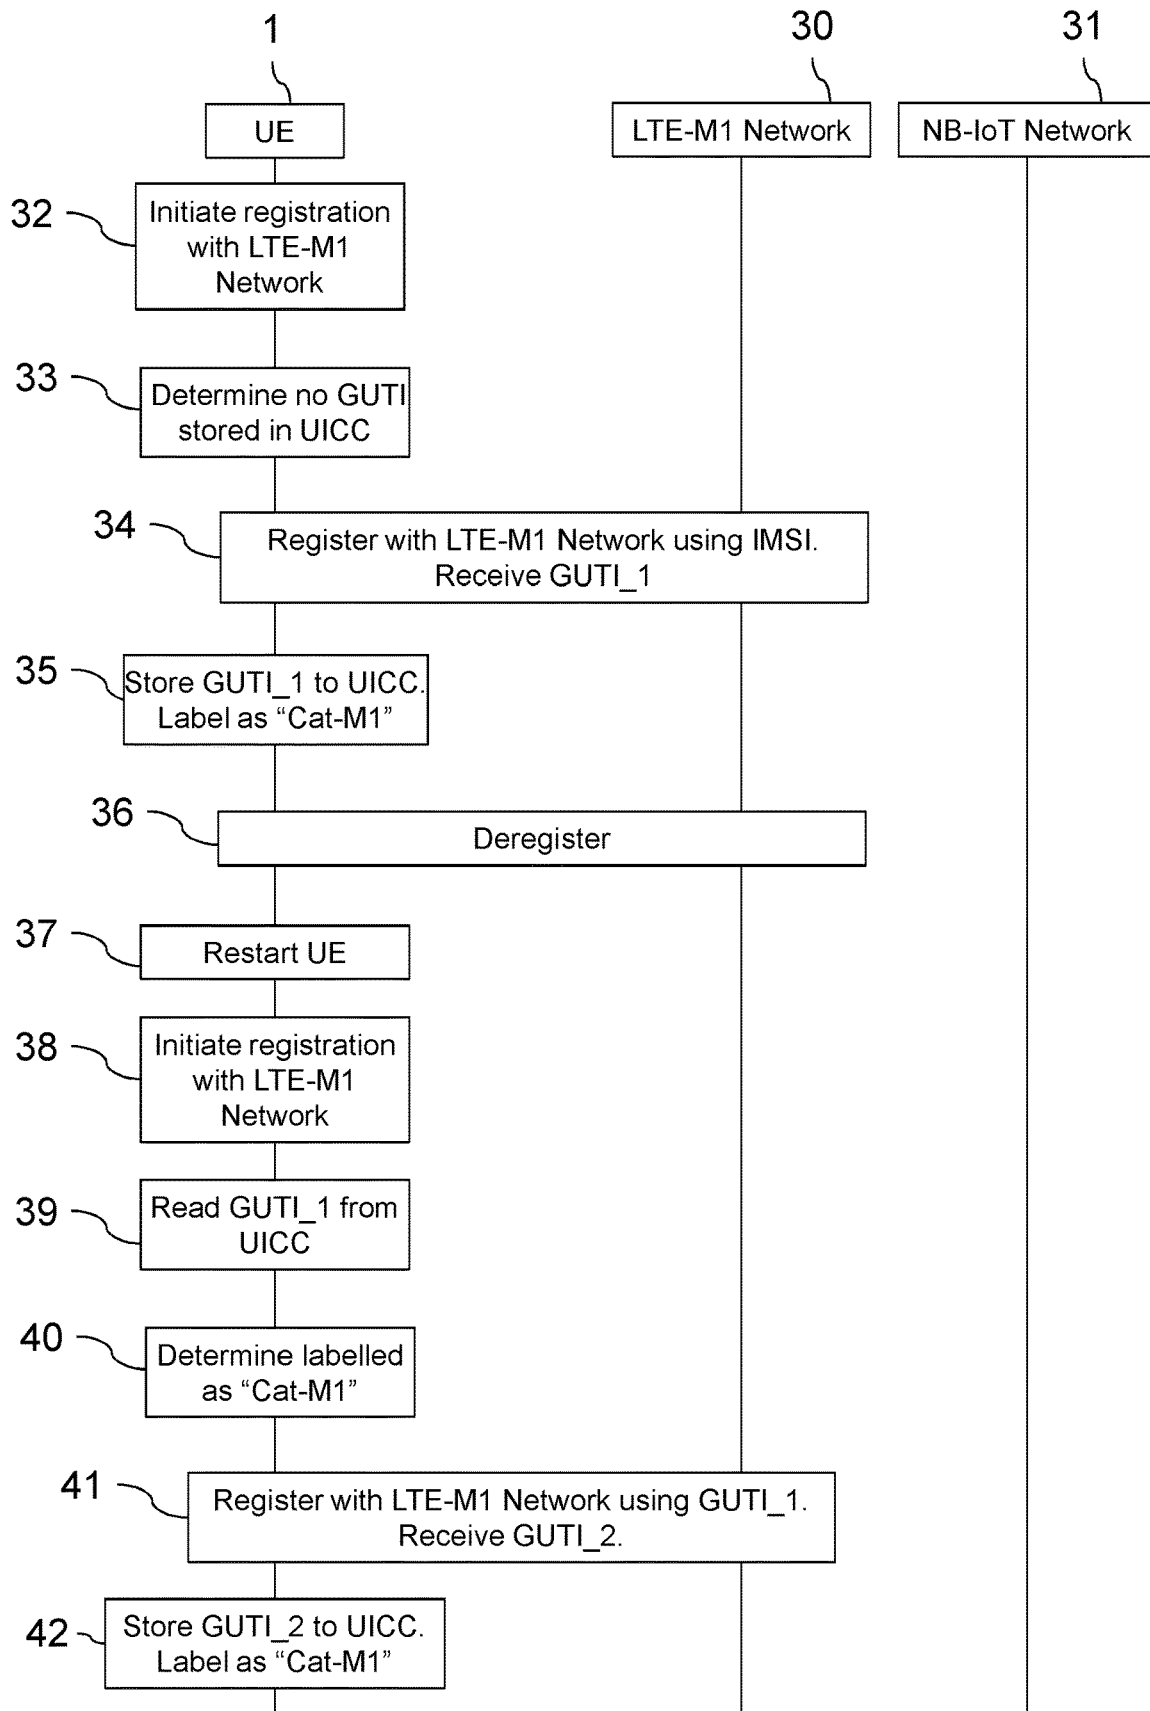 1
30
31
UE
LTE-M1 Network
NB-IoT Network
32
Initiate registration
with LTE-M1
Network
33
Determine no GUTI
stored in UICC
34
Register with LTE-M1 Network using IMSI.
Receive GUTI_1
35
Store GUTI_1 to UICC.
Label as “Cat-M1”
36
Deregister
37
Restart UE
38
Initiate registration
with LTE-M1
Network
39
Read GUTI_1 from
UICC
40
Determine labelled
as “Cat-M1”
41
Register with LTE-M1 Network using GUTI_1.
Receive GUTI_2.
42
Store GUTI_2 to UICC.
Label as “Cat-M1”